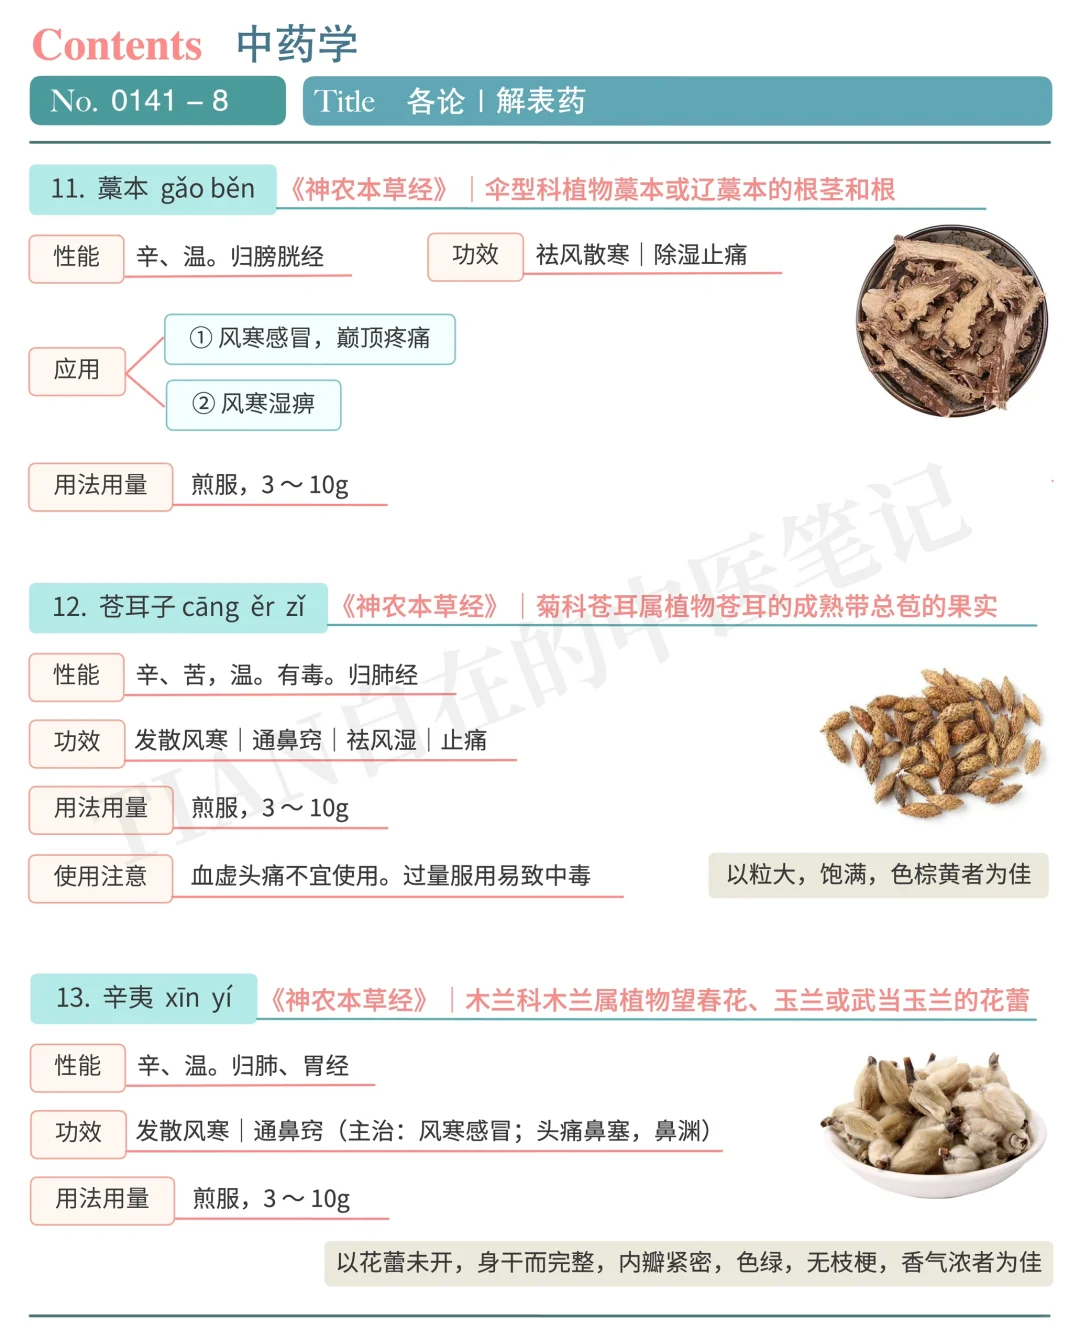 Contents 中药学
No. 0141 – 8
Title 各论 | 解表药
11. 藁本 gǎo běn
《神农本草经》｜伞型科植物藁本或辽藁本的根茎和根
性能 辛、温。归膀胱经
功效 祛风散寒｜除湿止痛
应用
① 风寒感冒，巅顶疼痛
② 风寒湿痹
用法用量 煎服，3～10g
12. 苍耳子 cāng ěr zǐ
《神农本草经》｜菊科苍耳属植物苍耳的成熟带总苞的果实
性能 辛、苦，温。有毒。归肺经
功效 发散风寒｜通鼻窍｜祛风湿｜止痛
用法用量 煎服，3～10g
使用注意 血虚头痛不宜使用。过量服用易致中毒
以粒大，饱满，色棕黄者为佳
13. 辛夷 xīn yí
《神农本草经》｜木兰科木兰属植物望春花、玉兰或武当玉兰的花蕾
性能 辛、温。归肺、胃经
功效 发散风寒｜通鼻窍（主治：风寒感冒；头痛鼻塞，鼻渊）
用法用量 煎服，3～10g
以花蕾未开，身干而完整，内瓣紧密，色绿，无枝梗，香气浓者为佳
TIAN自在的中医笔记